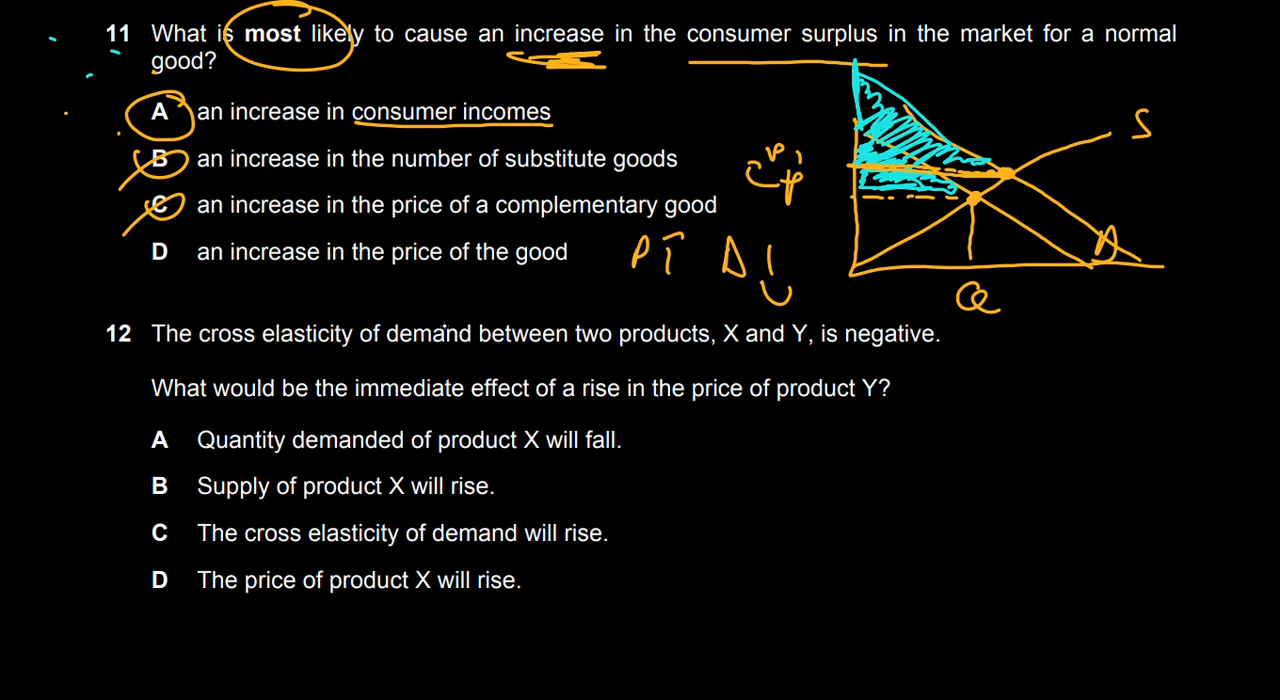 11 What is most likely to cause an increase in the consumer surplus in the market for a normal
good?
A an increase in consumer incomes
B an increase in the number of substitute goods
C an increase in the price of a complementary good
D an increase in the price of the good
S
P
P
P D
D
Q
12 The cross elasticity of demand between two products, X and Y, is negative.
What would be the immediate effect of a rise in the price of product Y?
A Quantity demanded of product X will fall.
B Supply of product X will rise.
C The cross elasticity of demand will rise.
D The price of product X will rise.